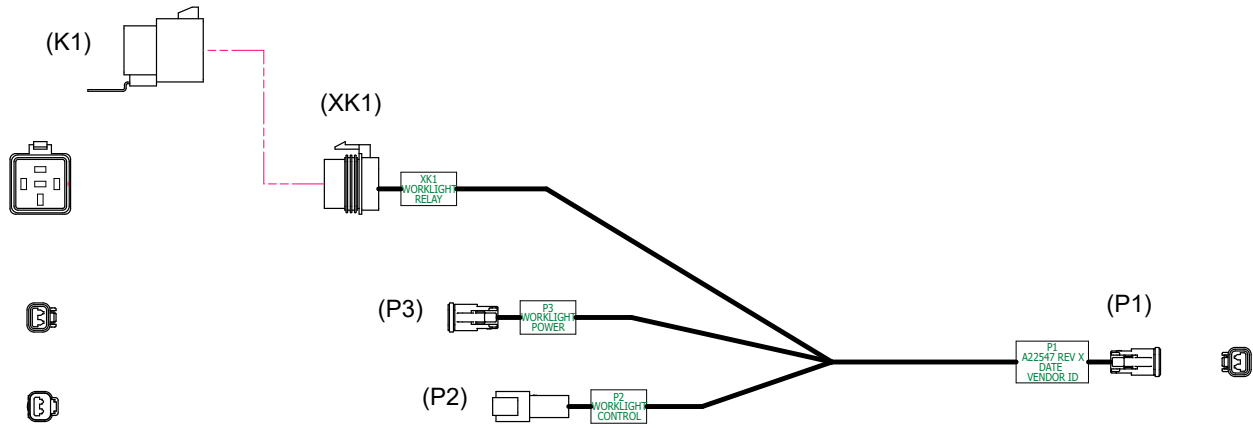 (K1)
(XK1)
XK1
WORKLIGHT
RELAY
(P3)
P3
WORKLIGHT
POWER
(P1)
P1
A22547 REV X
DATE
VENDOR ID
(P2)
P2
WORKLIGHT
CONTROL